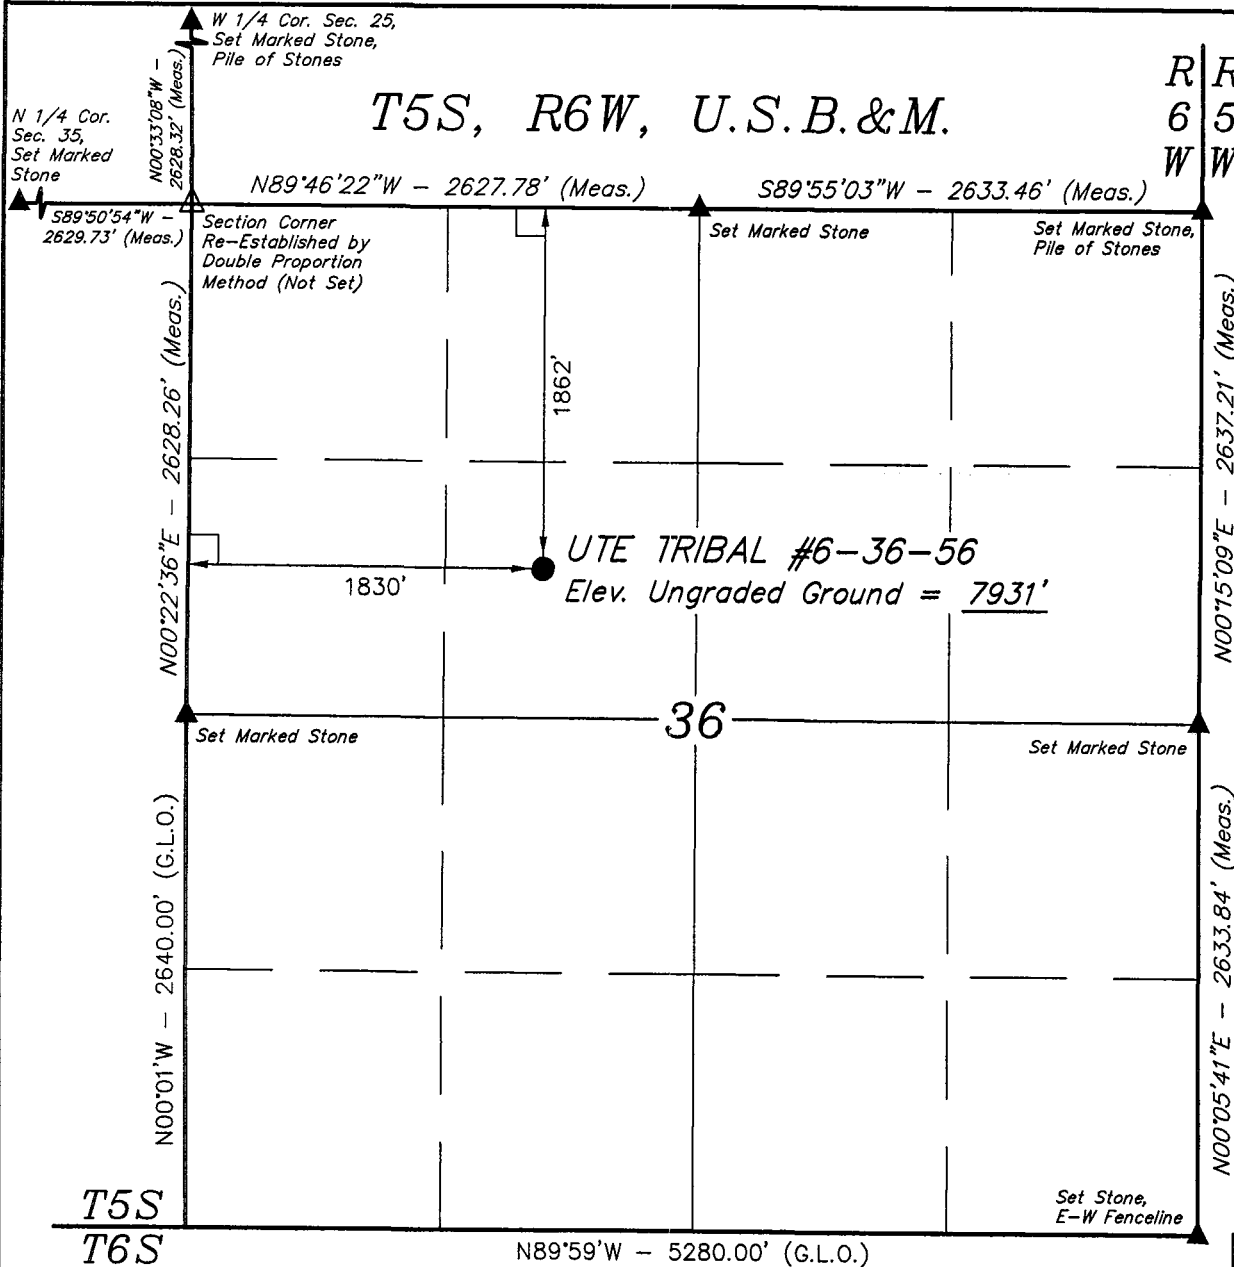 W 1/4 Cor. Sec. 25,
Set Marked Stone,
Pile of Stones
N00°33'08"W –
2628.32' (Meas.)
N 1/4 Cor.
Sec. 35,
Set Marked
Stone
T5S, R6W, U.S.B.&M.
R
6
W
R
5
W
N89°46'22"W – 2627.78' (Meas.)
S89°55'03"W – 2633.46' (Meas.)
S89°50'54"W –
2629.73' (Meas.)
Section Corner
Re-Established by
Double Proportion
Method (Not Set)
Set Marked Stone
Set Marked Stone,
Pile of Stones
N00°22'36"E – 2628.26' (Meas.)
1862'
N00°15'09"E – 2637.21' (Meas.)
1830'
UTE TRIBAL #6-36-56
Elev. Ungraded Ground = 7931'
36
Set Marked Stone
Set Marked Stone
N00°01'W – 2640.00' (G.L.O.)
N00°05'41"E – 2633.84' (Meas.)
Set Stone,
E-W Fenceline
T5S
T6S
N89°59'W – 5280.00' (G.L.O.)